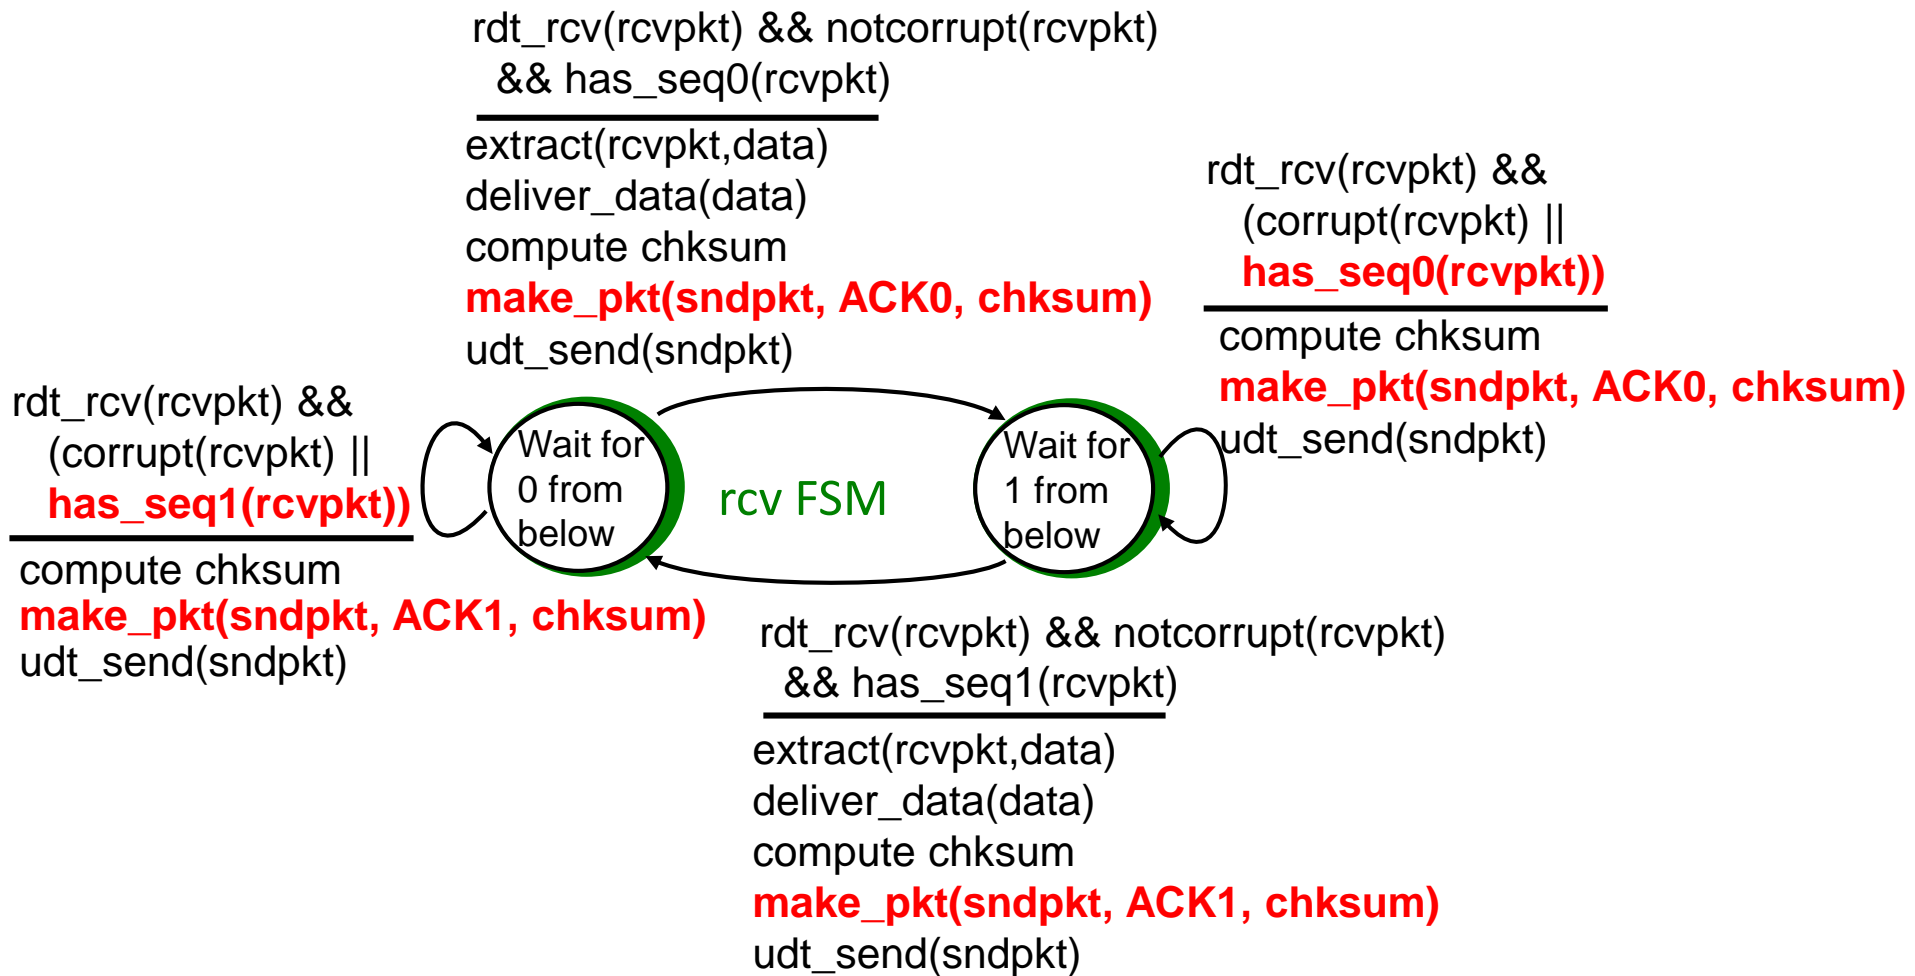 rdt_rcv(rcvpkt) && notcorrupt(rcvpkt)
&& has_seq0(rcvpkt)
extract(rcvpkt,data)
deliver_data(data)
compute chksum
make_pkt(sndpkt, ACK0, chksum)
udt_send(sndpkt)
rdt_rcv(rcvpkt) &&
(corrupt(rcvpkt) ||
has_seq0(rcvpkt))
compute chksum
make_pkt(sndpkt, ACK0, chksum)
udt_send(sndpkt)
rdt_rcv(rcvpkt) &&
(corrupt(rcvpkt) ||
has_seq1(rcvpkt))
compute chksum
make_pkt(sndpkt, ACK1, chksum)
udt_send(sndpkt)
Wait for
0 from
below
rcv FSM
Wait for
1 from
below
rdt_rcv(rcvpkt) && notcorrupt(rcvpkt)
&& has_seq1(rcvpkt)
extract(rcvpkt,data)
deliver_data(data)
compute chksum
make_pkt(sndpkt, ACK1, chksum)
udt_send(sndpkt)